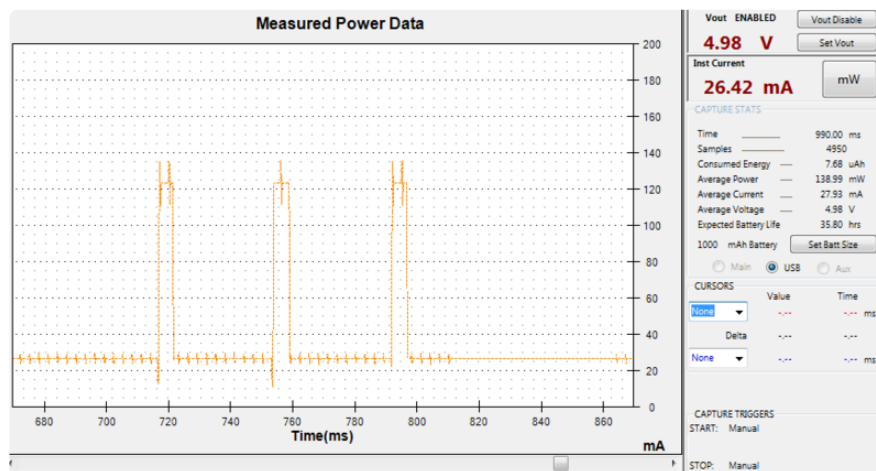 Measured Power Data
200
180
160
140
120
100
80
60
40
20
0
680 700 720 740 760 780 800 820 840 860
Time(ms)
mA
Vout ENABLED Vout Disable
4.98 V Set Vout
Inst Current
26.42 mA mW
CAPTURE STATS
Time 990.00 ms
Samples 4950
Consumed Energy 7.68 uAh
Average Power 138.99 mW
Average Current 27.93 mA
Average Voltage 4.98 V
Expected Battery Life 35.80 hrs
1000 mAh Battery Set Batt Size
Main USB Aux
CURSORS
Value Time
None -.-- -.-- ms
Delta -.-- -.--
None -.-- -.-- ms
CAPTURE TRIGGERS
START: Manual
STOP: Manual